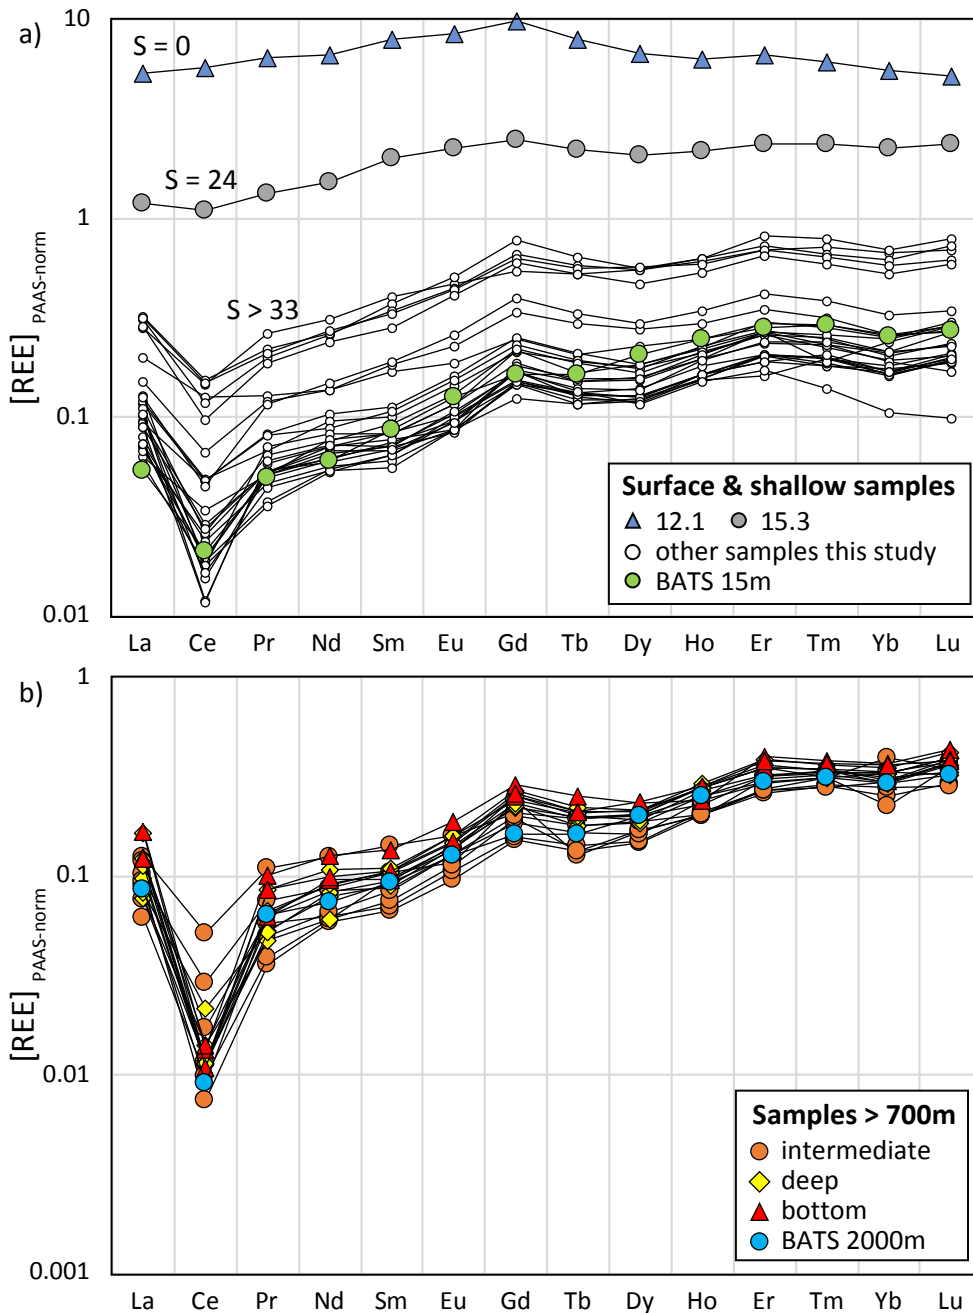 a)
10
1
0.1
0.01
[REE] PAAS-norm
S = 0
S = 24
S > 33
Surface & shallow samples
12.1 15.3
other samples this study
BATS 15m
La Ce Pr Nd Sm Eu Gd Tb Dy Ho Er Tm Yb Lu
b)
1
0.1
0.01
0.001
[REE] PAAS-norm
Samples > 700m
intermediate
deep
bottom
BATS 2000m
La Ce Pr Nd Sm Eu Gd Tb Dy Ho Er Tm Yb Lu